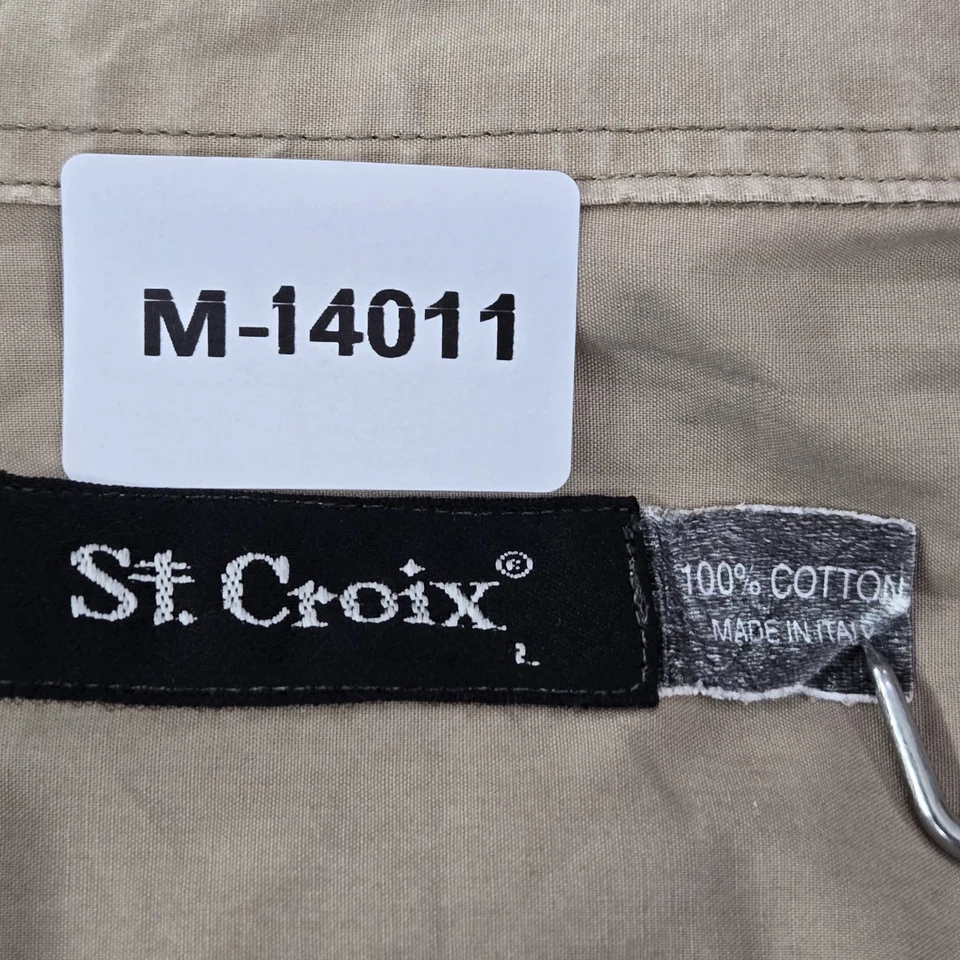 M-14011
St. Croix®
100% COTTON
MADE IN ITALY